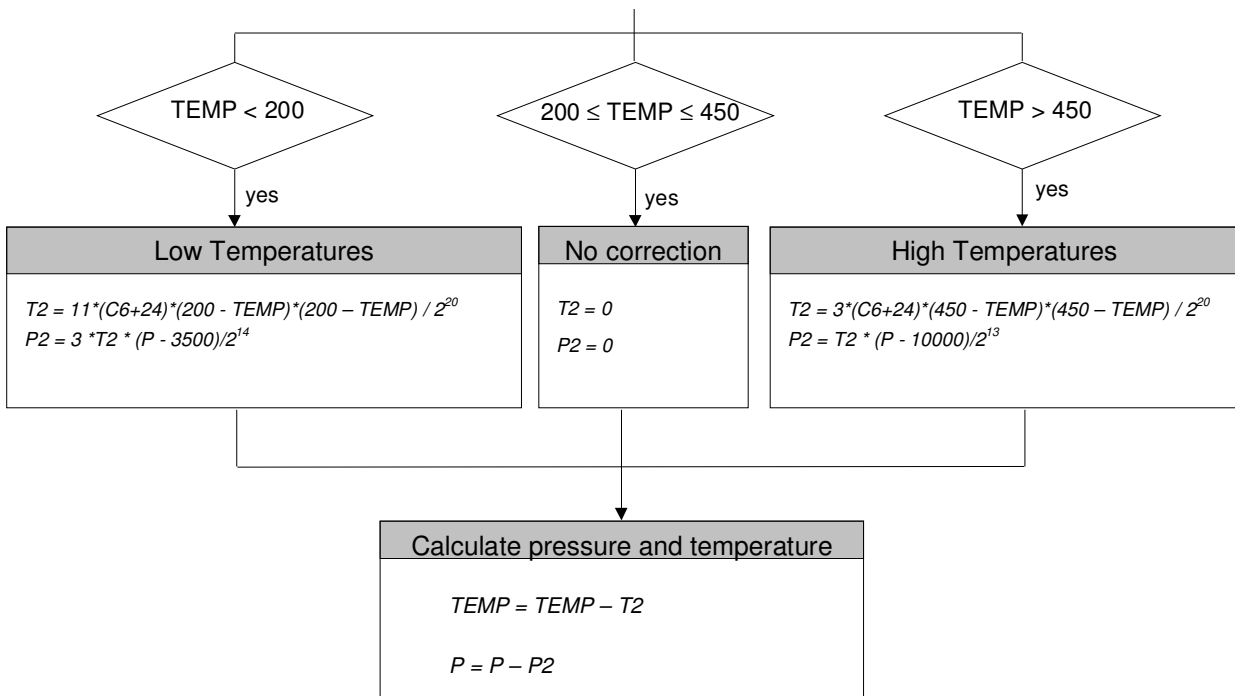 TEMP < 200
200 ≤ TEMP ≤ 450
TEMP > 450
yes
yes
yes
Low Temperatures
T2 = 11*(C6+24)*(200 - TEMP)*(200 – TEMP) / 2^20
P2 = 3 *T2 * (P - 3500)/2^14
No correction
T2 = 0
P2 = 0
High Temperatures
T2 = 3*(C6+24)*(450 - TEMP)*(450 – TEMP) / 2^20
P2 = T2 * (P - 10000)/2^13
Calculate pressure and temperature
TEMP = TEMP – T2
P = P – P2